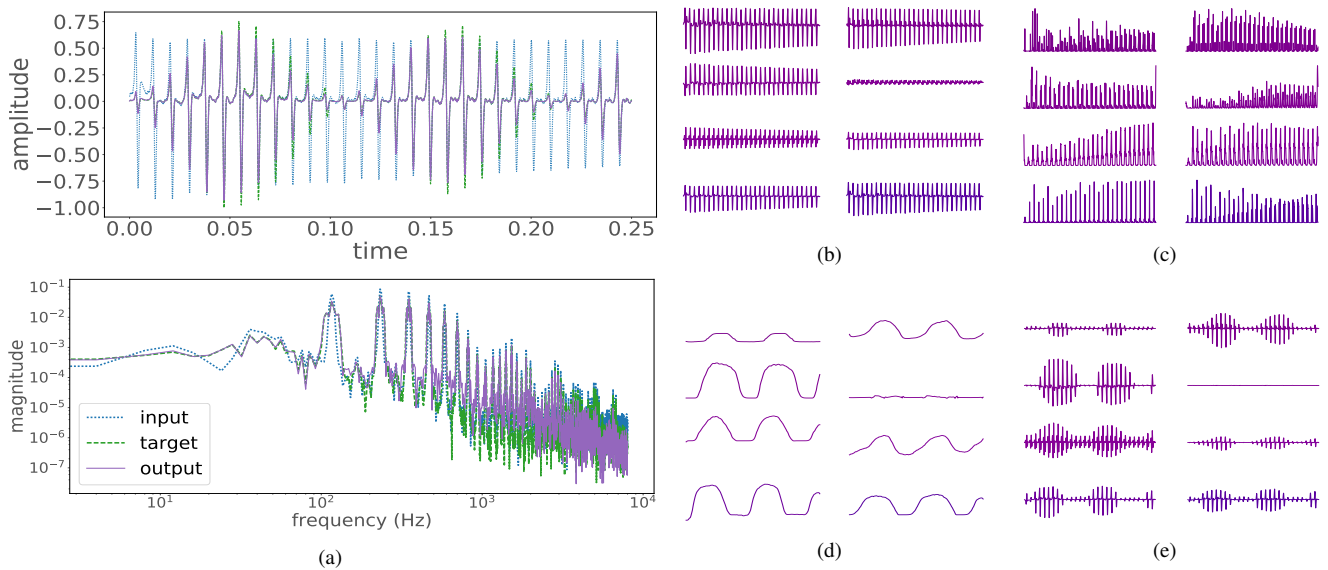 0.75
0.50
0.25
0.00
−0.25
−0.50
−0.75
−1.00
amplitude
0.00 0.05 0.10 0.15 0.20 0.25
time
10⁻¹
10⁻²
10⁻³
10⁻⁴
10⁻⁵
10⁻⁶
10⁻⁷
magnitude
input
target
output
10¹ 10² 10³ 10⁴
frequency (Hz)
(a)
(b)
(c)
(d)
(e)